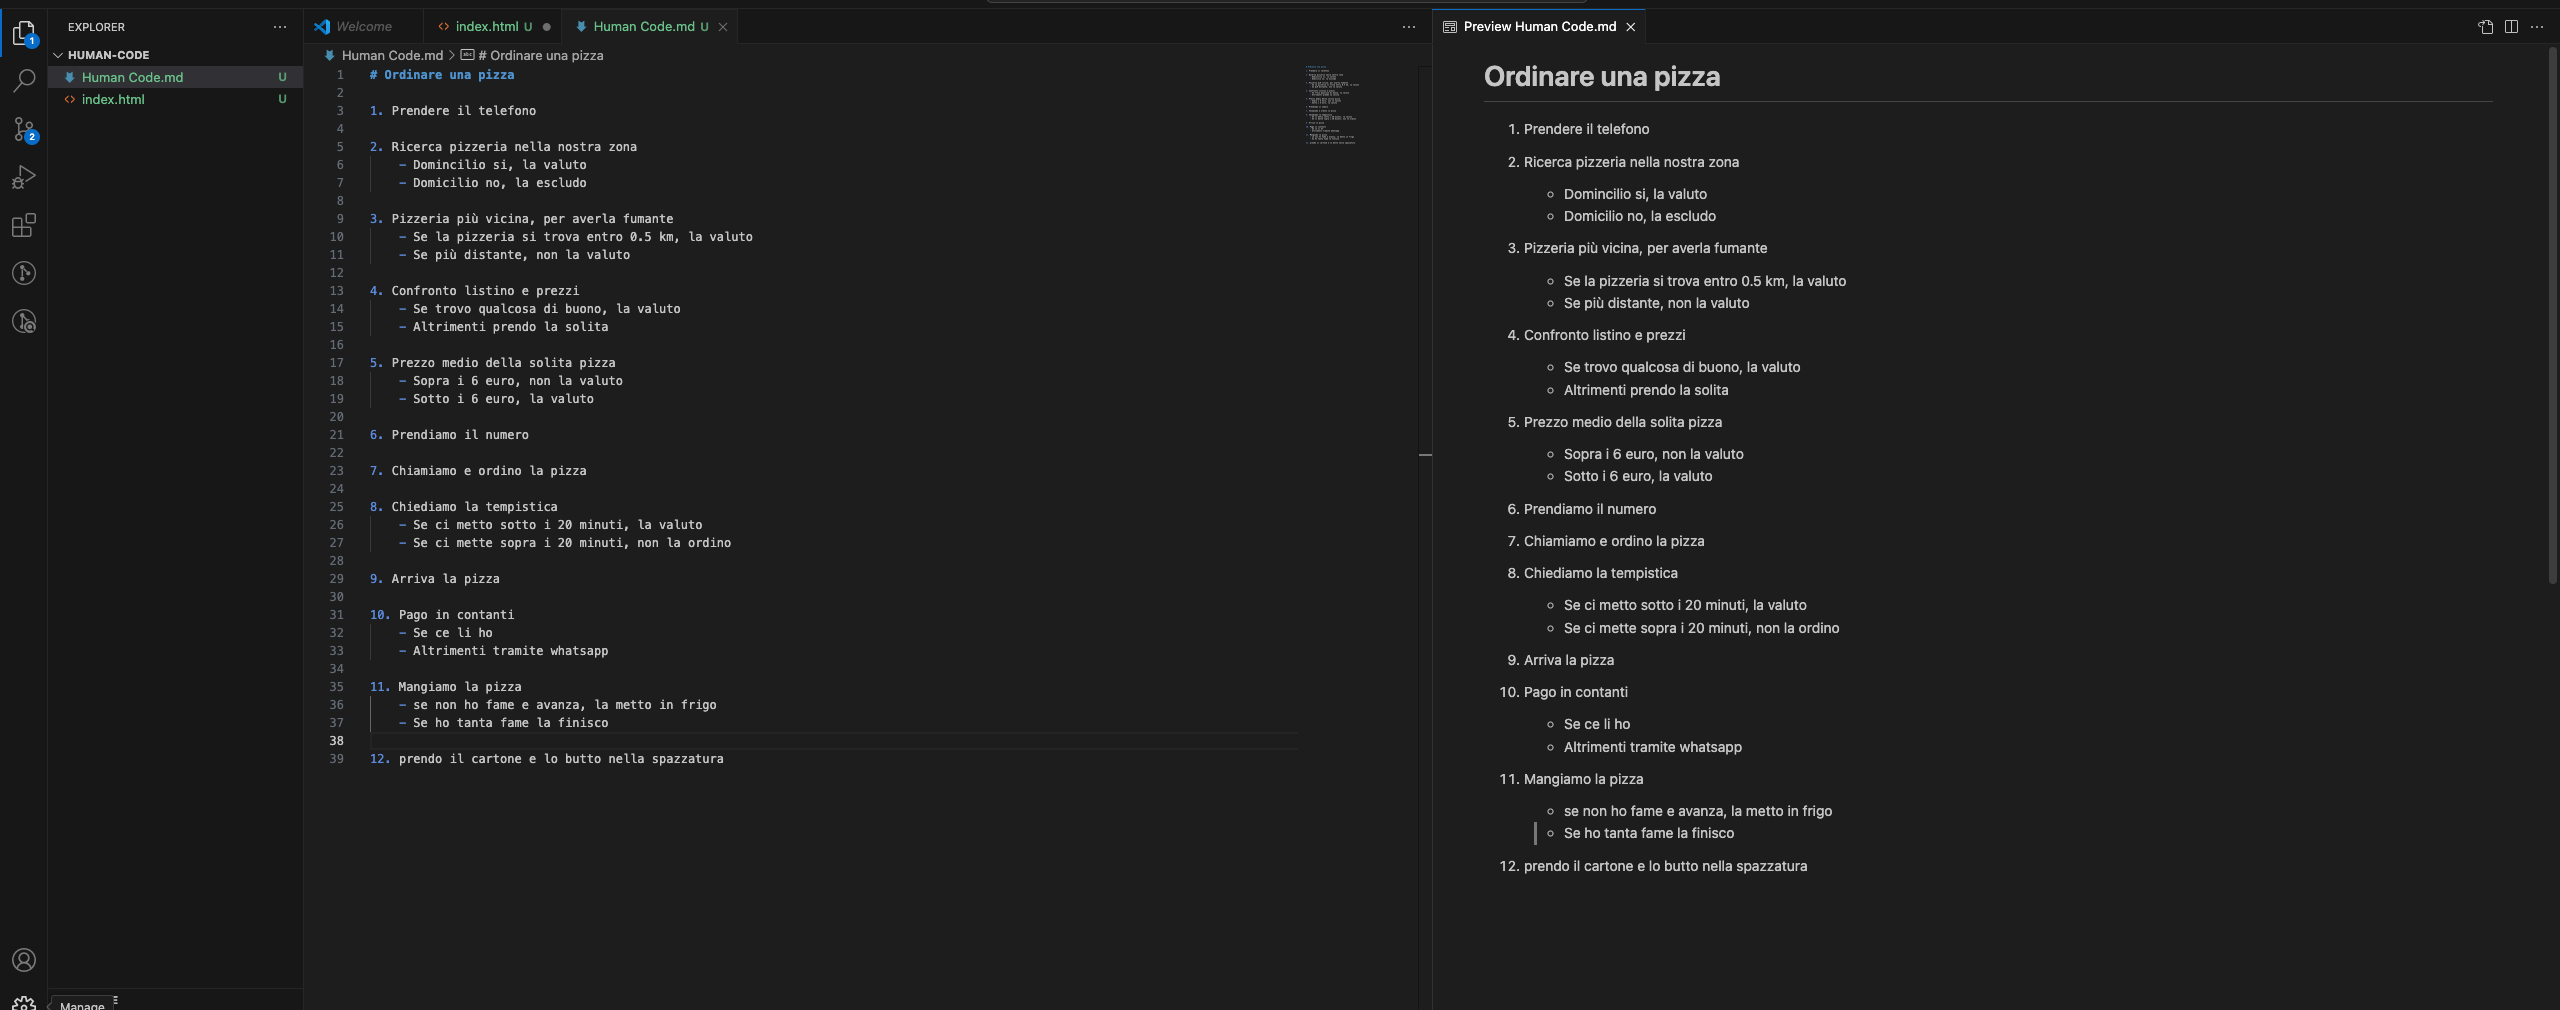 EXPLORER
HUMAN-CODE
Human Code.md U
index.html U
1
2
Manage
Welcome
index.html U
Human Code.md U
Human Code.md > # Ordinare una pizza
1 # Ordinare una pizza
2
3 1. Prendere il telefono
4
5 2. Ricerca pizzeria nella nostra zona
6 - Domincilio si, la valuto
7 - Domicilio no, la escludo
8
9 3. Pizzeria più vicina, per averla fumante
10 - Se la pizzeria si trova entro 0.5 km, la valuto
11 - Se più distante, non la valuto
12
13 4. Confronto listino e prezzi
14 - Se trovo qualcosa di buono, la valuto
15 - Altrimenti prendo la solita
16
17 5. Prezzo medio della solita pizza
18 - Sopra i 6 euro, non la valuto
19 - Sotto i 6 euro, la valuto
20
21 6. Prendiamo il numero
22
23 7. Chiamiamo e ordino la pizza
24
25 8. Chiediamo la tempistica
26 - Se ci metto sotto i 20 minuti, la valuto
27 - Se ci mette sopra i 20 minuti, non la ordino
28
29 9. Arriva la pizza
30
31 10. Pago in contanti
32 - Se ce li ho
33 - Altrimenti tramite whatsapp
34
35 11. Mangiamo la pizza
36 - se non ho fame e avanza, la metto in frigo
37 - Se ho tanta fame la finisco
38
39 12. prendo il cartone e lo butto nella spazzatura
Preview Human Code.md
Ordinare una pizza
1. Prendere il telefono
2. Ricerca pizzeria nella nostra zona
Domincilio si, la valuto
Domicilio no, la escludo
3. Pizzeria più vicina, per averla fumante
Se la pizzeria si trova entro 0.5 km, la valuto
Se più distante, non la valuto
4. Confronto listino e prezzi
Se trovo qualcosa di buono, la valuto
Altrimenti prendo la solita
5. Prezzo medio della solita pizza
Sopra i 6 euro, non la valuto
Sotto i 6 euro, la valuto
6. Prendiamo il numero
7. Chiamiamo e ordino la pizza
8. Chiediamo la tempistica
Se ci metto sotto i 20 minuti, la valuto
Se ci mette sopra i 20 minuti, non la ordino
9. Arriva la pizza
10. Pago in contanti
Se ce li ho
Altrimenti tramite whatsapp
11. Mangiamo la pizza
se non ho fame e avanza, la metto in frigo
Se ho tanta fame la finisco
12. prendo il cartone e lo butto nella spazzatura